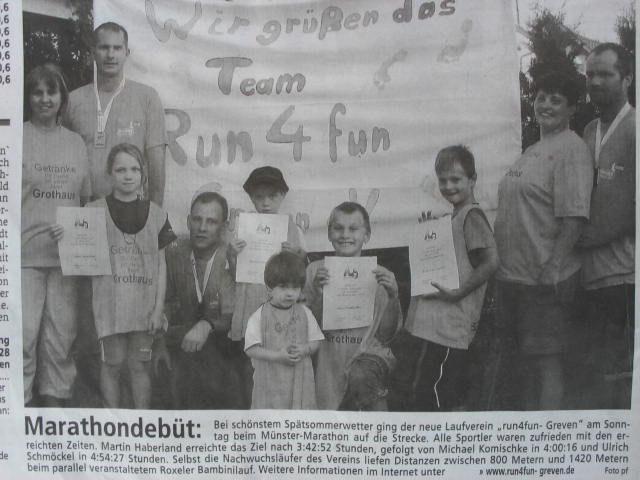 Wir grüßen das
Team
Run 4 fun
Getränke
Grothaus
Getränke
Grothaus
Grothaus
Marathondebüt: Bei schönstem Spätsommerwetter ging der neue Laufverein „run4fun- Greven" am Sonn-
tag beim Münster-Marathon auf die Strecke. Alle Sportler waren zufrieden mit den er-
reichten Zeiten. Martin Haberland erreichte das Ziel nach 3:42:52 Stunden, gefolgt von Michael Komischke in 4:00:16 und Ulrich
Schmöckel in 4:54:27 Stunden. Selbst die Nachwuchsläufer des Vereins liefen Distanzen zwischen 800 Metern und 1420 Metern
beim parallel veranstaltetem Roxeler Bambinilauf. Weitere Informationen im Internet unter » www.run4fun- greven.de Foto pf